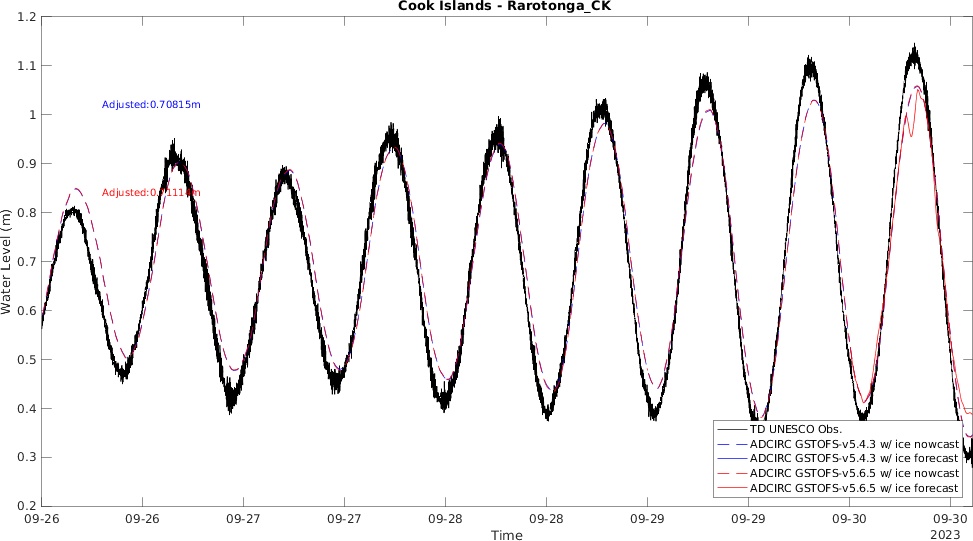 Cook Islands - Rarotonga_CK
1.2
1.1
1
0.9
0.8
0.7
0.6
0.5
0.4
0.3
0.2
Water Level (m)
Adjusted:0.70815m
TD UNESCO Obs.
ADCIRC GSTOFS-v5.4.3 w/ ice nowcast
ADCIRC GSTOFS-v5.4.3 w/ ice forecast
ADCIRC GSTOFS-v5.6.5 w/ ice nowcast
ADCIRC GSTOFS-v5.6.5 w/ ice forecast
09-26 09-26 09-27 09-27 09-28 09-28 09-29 09-29 09-30 09-30
2023
Time